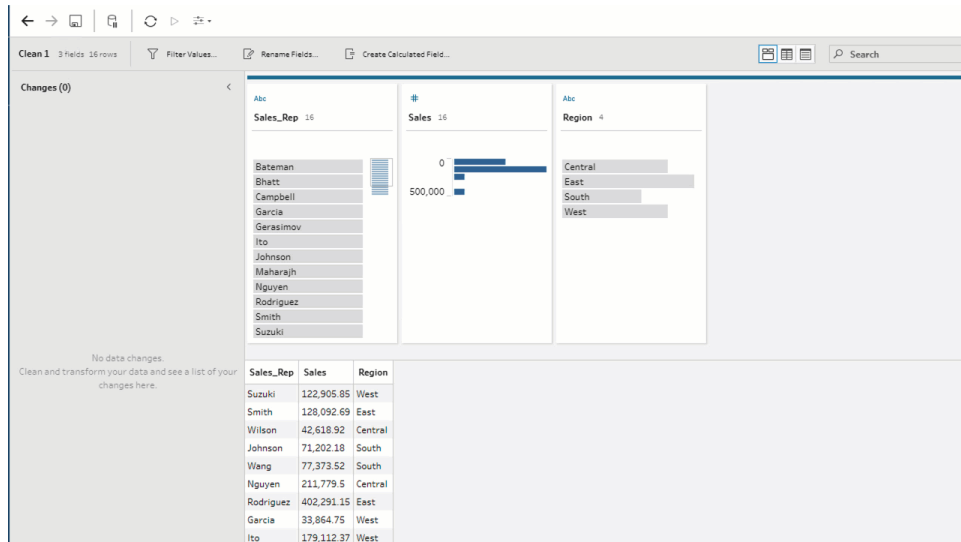 Clean 1 3 fields 16 rows Filter Values... Rename Fields... Create Calculated Field... Search
Changes (0)
No data changes.
Clean and transform your data and see a list of your
changes here.
Abc
Sales_Rep 16
Bateman
Bhatt
Campbell
Garcia
Gerasimov
Ito
Johnson
Maharajh
Nguyen
Rodriguez
Smith
Suzuki
#
Sales 16
0
500,000
Abc
Region 4
Central
East
South
West
Sales_Rep Sales Region
Suzuki 122,905.85 West
Smith 128,092.69 East
Wilson 42,618.92 Central
Johnson 71,202.18 South
Wang 77,373.52 South
Nguyen 211,779.5 Central
Rodriguez 402,291.15 East
Garcia 33,864.75 West
Ito 179,112.37 West